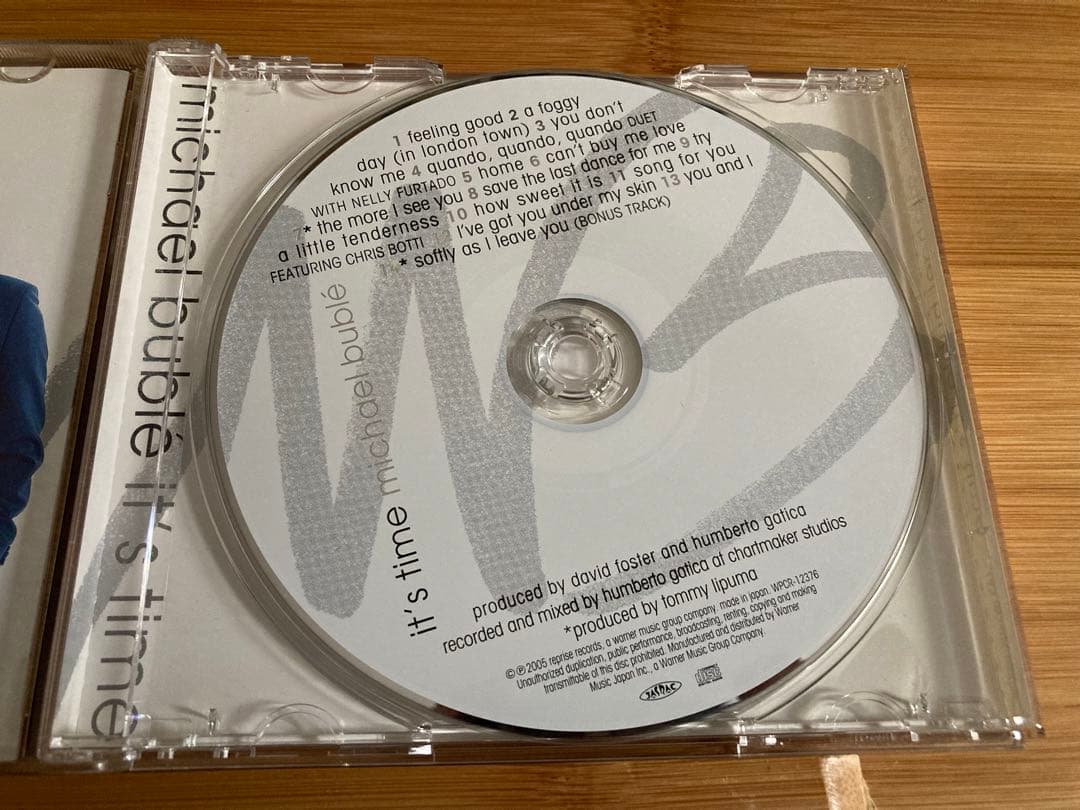 michael bublé it's time
1 feeling good 2 a foggy
day (in london town) 3 you don't
know me 4 quando, quando, quando DUET
WITH NELLY FURTADO 5 home 6 can't buy me love
7* the more I see you 8 save the last dance for me 9 try
a little tenderness 10 how sweet it is 11 song for you
FEATURING CHRIS BOTTI I've got you under my skin 13 you and I
* softly as I leave you (BONUS TRACK)
it's time michael bublé
produced by david foster and humberto gatica
recorded and mixed by humberto gatica at chartmaker studios
*produced by tommy lipuma
©℗2005 reprise records, a warner music group company. made in japan. WPCR-12376
Unauthorized duplication, public performance, broadcasting, renting, copying and making
transmittable of this disc prohibited. Manufactured and distributed by Warner
Music Japan Inc., a Warner Music Group Company.
JASRAC
disc